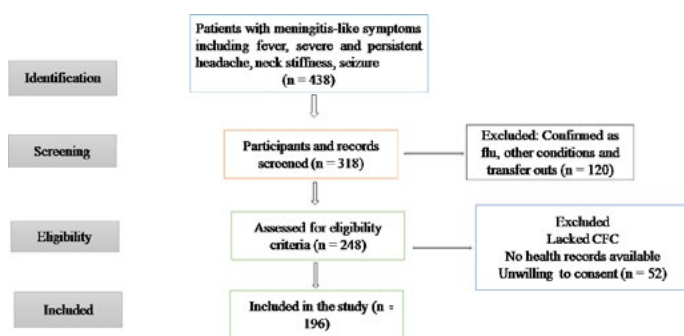 Patients with meningitis-like symptoms
including fever, severe and persistent
headache, neck stiffness, seizure
(n = 438)
Identification
Screening
Participants and records
screened (n = 318)
Excluded: Confirmed as
flu, other conditions and
transfer outs (n = 120)
Eligibility
Assessed for eligibility
criteria (n = 248)
Excluded
Lacked CFC
No health records available
Unwilling to consent (n = 52)
Included
Included in the study (n =
196)